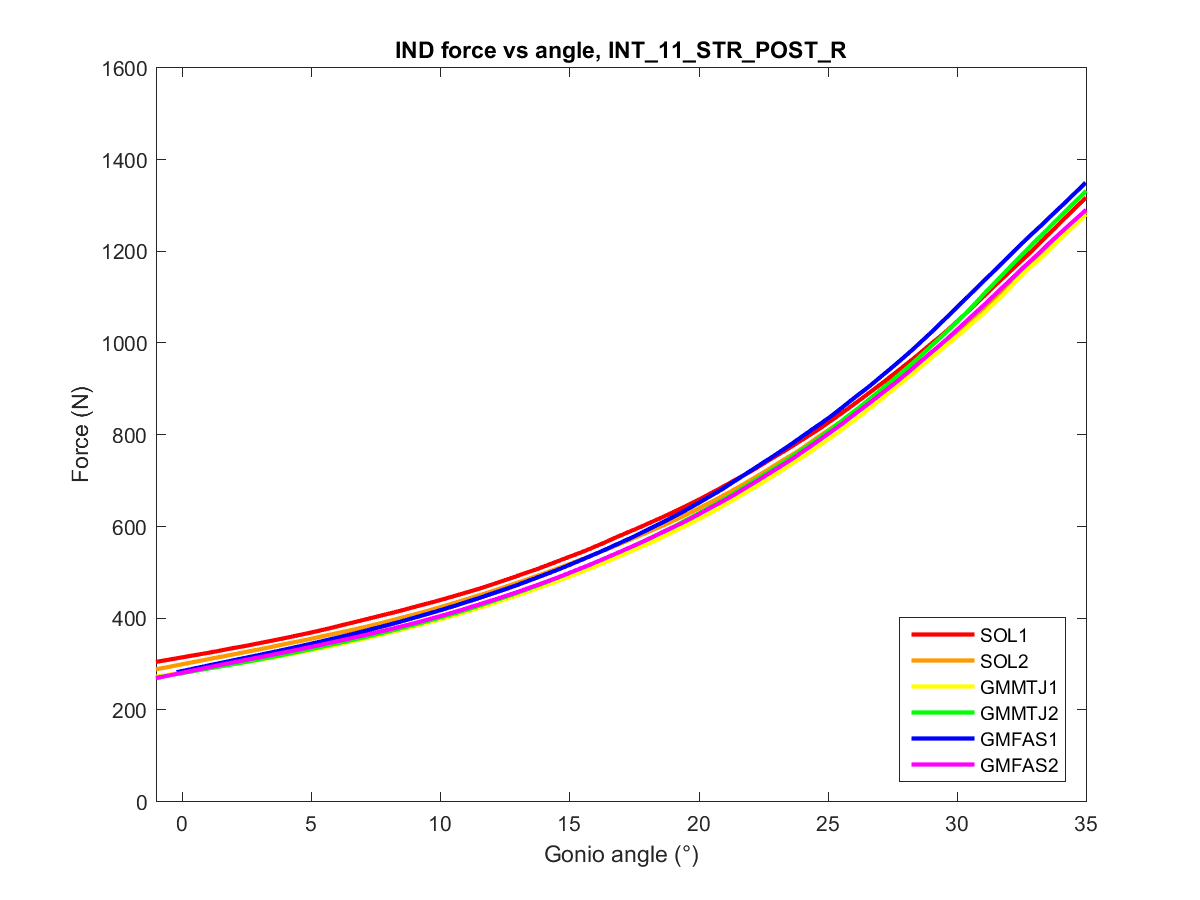 IND force vs angle, INT_11_STR_POST_R
1600
1400
1200
1000
800
600
400
200
0
Force (N)
0 5 10 15 20 25 30 35
Gonio angle (°)
SOL1
SOL2
GMMTJ1
GMMTJ2
GMFAS1
GMFAS2